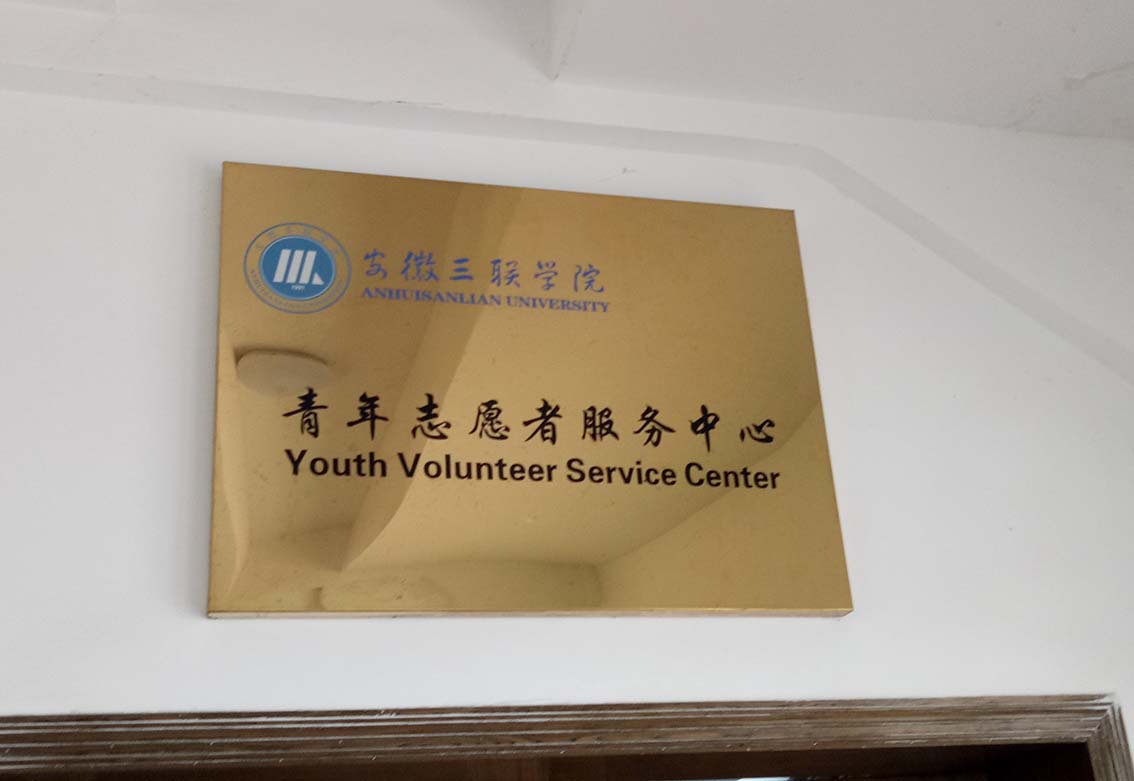 安徽三联学院
ANHUISANLIAN UNIVERSITY
1997
青年志愿者服务中心
Youth Volunteer Service Center